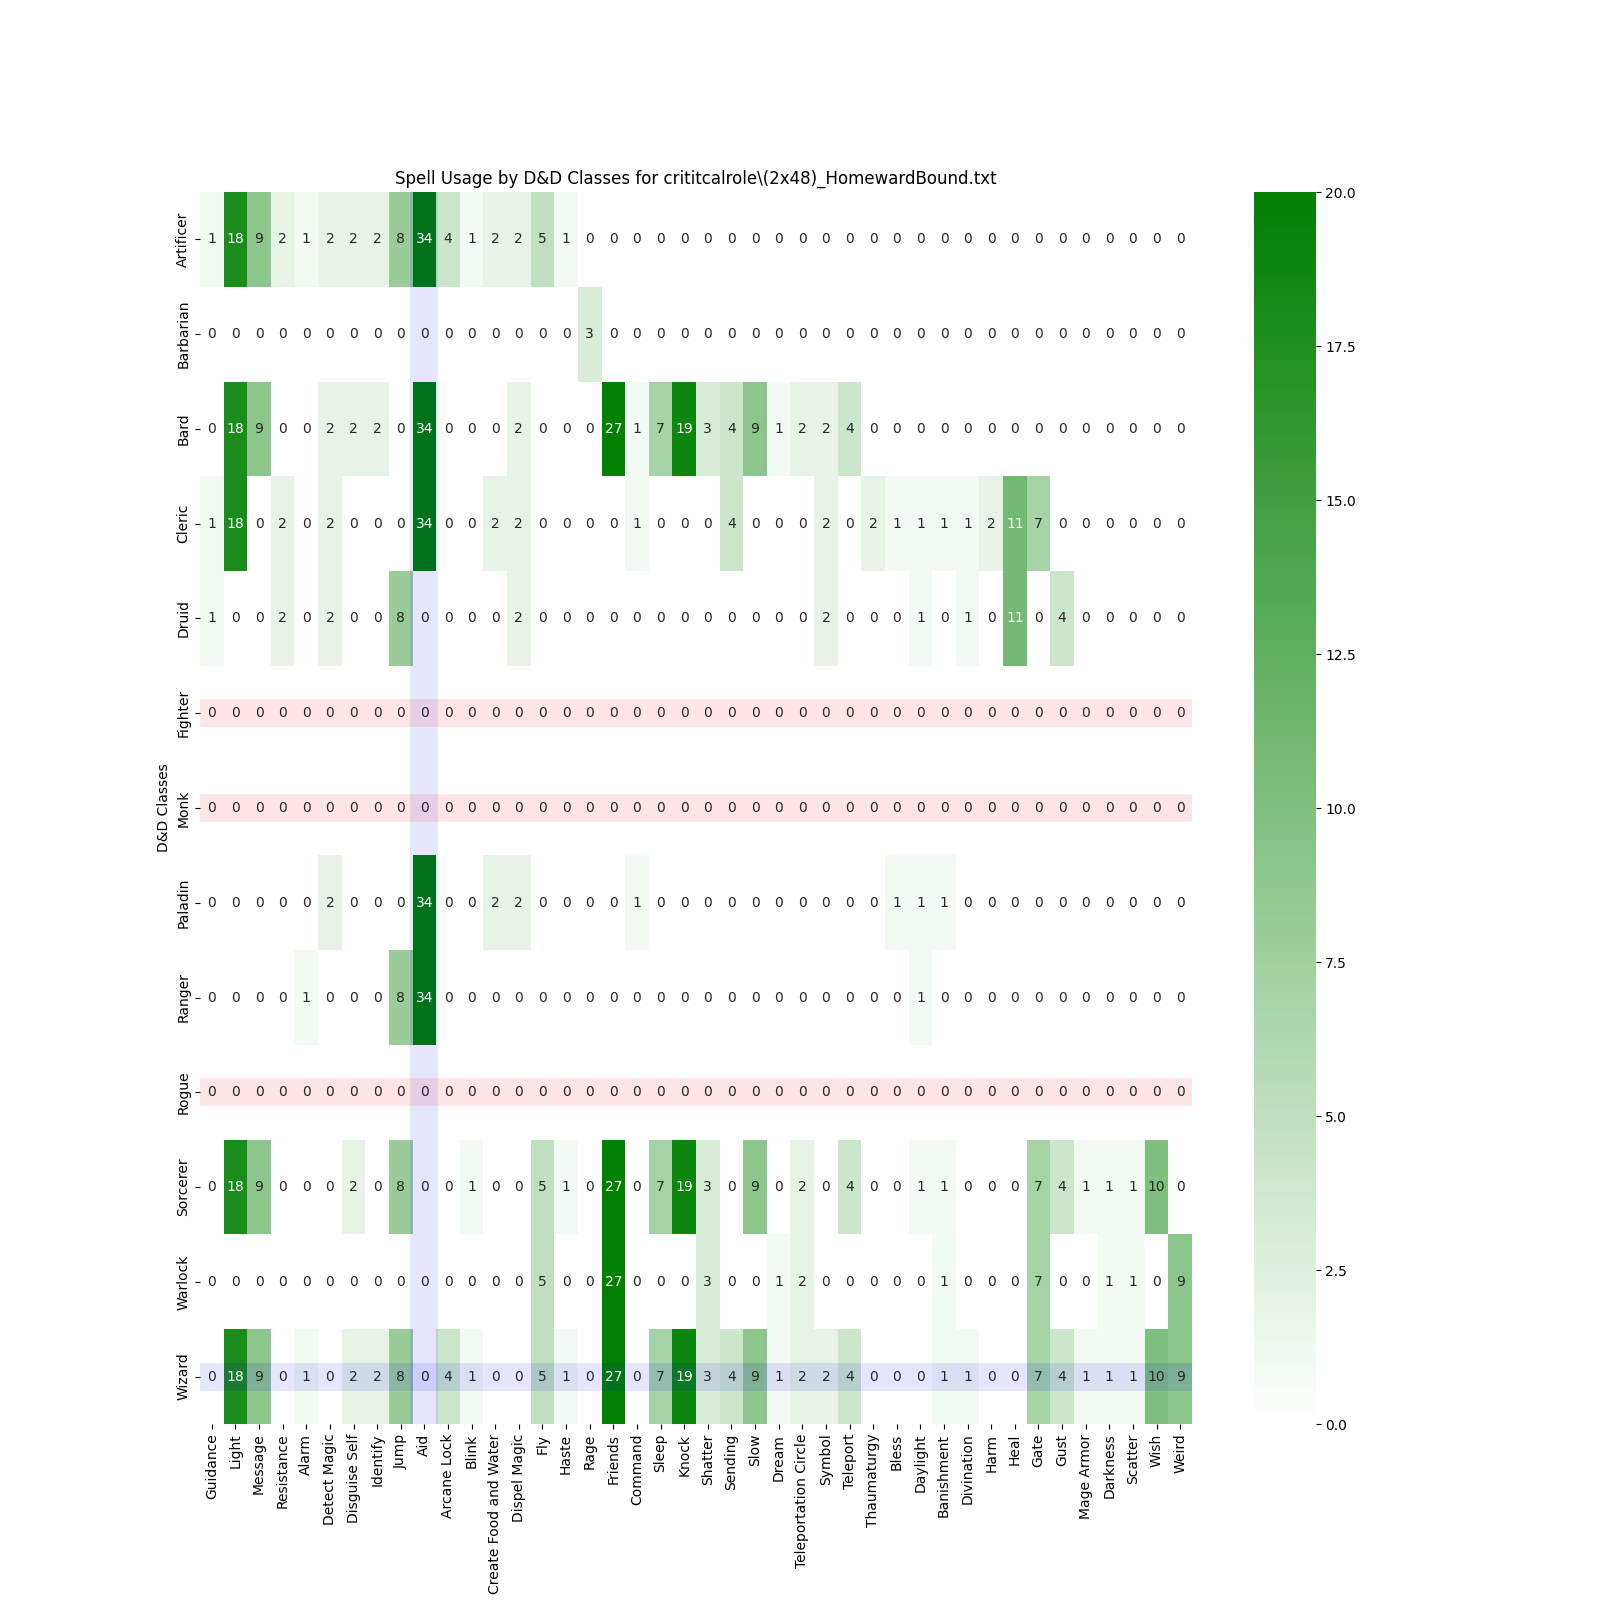 Spell Usage by D&D Classes for crititcalrole\(2x48)_HomewardBound.txt
D&D Classes
Artificer 1 18 9 2 1 2 2 2 8 34 4 1 2 2 5 1 0 0 0 0 0 0 0 0 0 0 0 0 0 0 0 0 0 0 0 0 0 0 0 0 0 0
Barbarian 0 0 0 0 0 0 0 0 0 0 0 0 0 0 0 0 3 0 0 0 0 0 0 0 0 0 0 0 0 0 0 0 0 0 0 0 0 0 0 0 0 0
Bard 0 18 9 0 0 2 2 2 0 34 0 0 0 2 0 0 0 27 1 7 19 3 4 9 1 2 2 4 0 0 0 0 0 0 0 0 0 0 0 0 0 0
Cleric 1 18 0 2 0 2 0 0 0 34 0 0 2 2 0 0 0 0 1 0 0 0 4 0 0 0 2 0 2 1 1 1 1 2 11 7 0 0 0 0 0 0
Druid 1 0 0 2 0 2 0 0 8 0 0 0 0 2 0 0 0 0 0 0 0 0 0 0 0 0 2 0 0 0 1 0 1 0 11 0 4 0 0 0 0 0
Fighter 0 0 0 0 0 0 0 0 0 0 0 0 0 0 0 0 0 0 0 0 0 0 0 0 0 0 0 0 0 0 0 0 0 0 0 0 0 0 0 0 0 0
Monk 0 0 0 0 0 0 0 0 0 0 0 0 0 0 0 0 0 0 0 0 0 0 0 0 0 0 0 0 0 0 0 0 0 0 0 0 0 0 0 0 0 0
Paladin 0 0 0 0 0 2 0 0 0 34 0 0 2 2 0 0 0 0 1 0 0 0 0 0 0 0 0 0 0 1 1 1 0 0 0 0 0 0 0 0 0 0
Ranger 0 0 0 0 1 0 0 0 8 34 0 0 0 0 0 0 0 0 0 0 0 0 0 0 0 0 0 0 0 0 1 0 0 0 0 0 0 0 0 0 0 0
Rogue 0 0 0 0 0 0 0 0 0 0 0 0 0 0 0 0 0 0 0 0 0 0 0 0 0 0 0 0 0 0 0 0 0 0 0 0 0 0 0 0 0 0
Sorcerer 0 18 9 0 0 0 2 0 8 0 0 1 0 0 5 1 0 27 0 7 19 3 0 9 0 2 0 4 0 0 1 1 0 0 0 7 4 1 1 1 10 0
Warlock 0 0 0 0 0 0 0 0 0 0 0 0 0 0 5 0 0 27 0 0 0 3 0 0 1 2 0 0 0 0 0 1 0 0 0 7 0 0 1 1 0 9
Wizard 0 18 9 0 1 0 2 2 8 0 4 1 0 0 5 1 0 27 0 7 19 3 4 9 1 2 2 4 0 0 0 1 1 0 0 7 4 1 1 1 10 9
Guidance
Light
Message
Resistance
Alarm
Detect Magic
Disguise Self
Identify
Jump
Aid
Arcane Lock
Blink
Create Food and Water
Dispel Magic
Fly
Haste
Rage
Friends
Command
Sleep
Knock
Shatter
Sending
Slow
Dream
Teleportation Circle
Symbol
Teleport
Thaumaturgy
Bless
Daylight
Banishment
Divination
Harm
Heal
Gate
Gust
Mage Armor
Darkness
Scatter
Wish
Weird
20.0
17.5
15.0
12.5
10.0
7.5
5.0
2.5
0.0